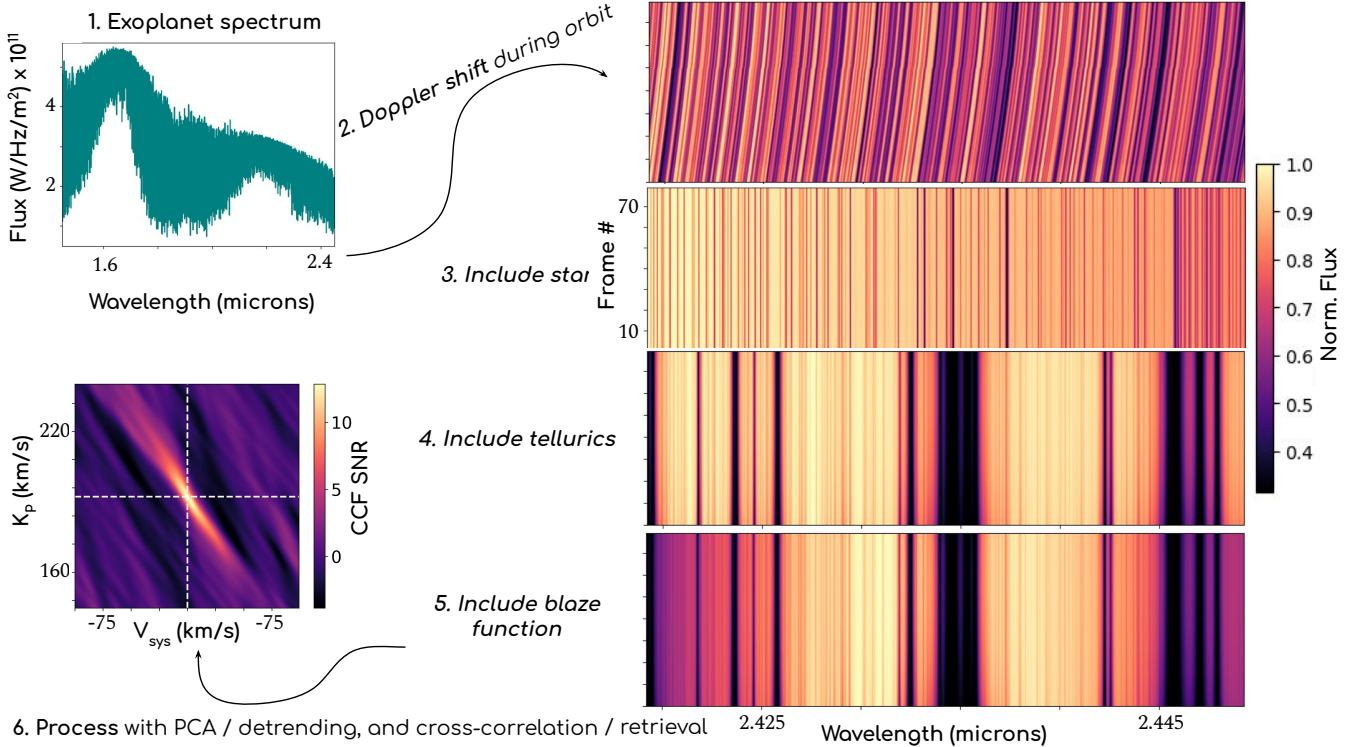 1. Exoplanet spectrum
Flux (W/Hz/m²) x 10¹¹
4
2
1.6
2.4
Wavelength (microns)
2. Doppler shift during orbit
3. Include star
Frame #
70
10
4. Include tellurics
5. Include blaze
function
1.0
0.9
0.8
0.7
0.6
0.5
0.4
Norm. Flux
Kₚ (km/s)
220
160
-75
-75
V_sys (km/s)
10
5
0
CCF SNR
6. Process with PCA / detrending, and cross-correlation / retrieval
2.425
2.445
Wavelength (microns)